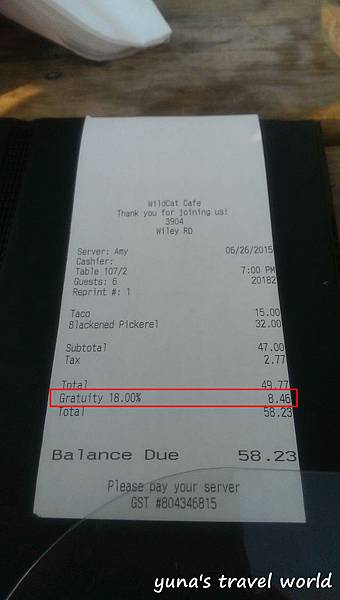 WildCat Cafe
Thank you for joining us!
3904
Wiley RD
Server: Amy 06/26/2015
Cashier:
Table 107/2 7:00 PM
Guests: 6 20182
Reprint #: 1
Taco 15.00
Blackened Pickerel 32.00
Subtotal 47.00
Tax 2.77
Total 49.77
Gratuity 18.00% 8.46
Total 58.23
Balance Due 58.23
Please pay your server
GST #804346815
yuna's travel world